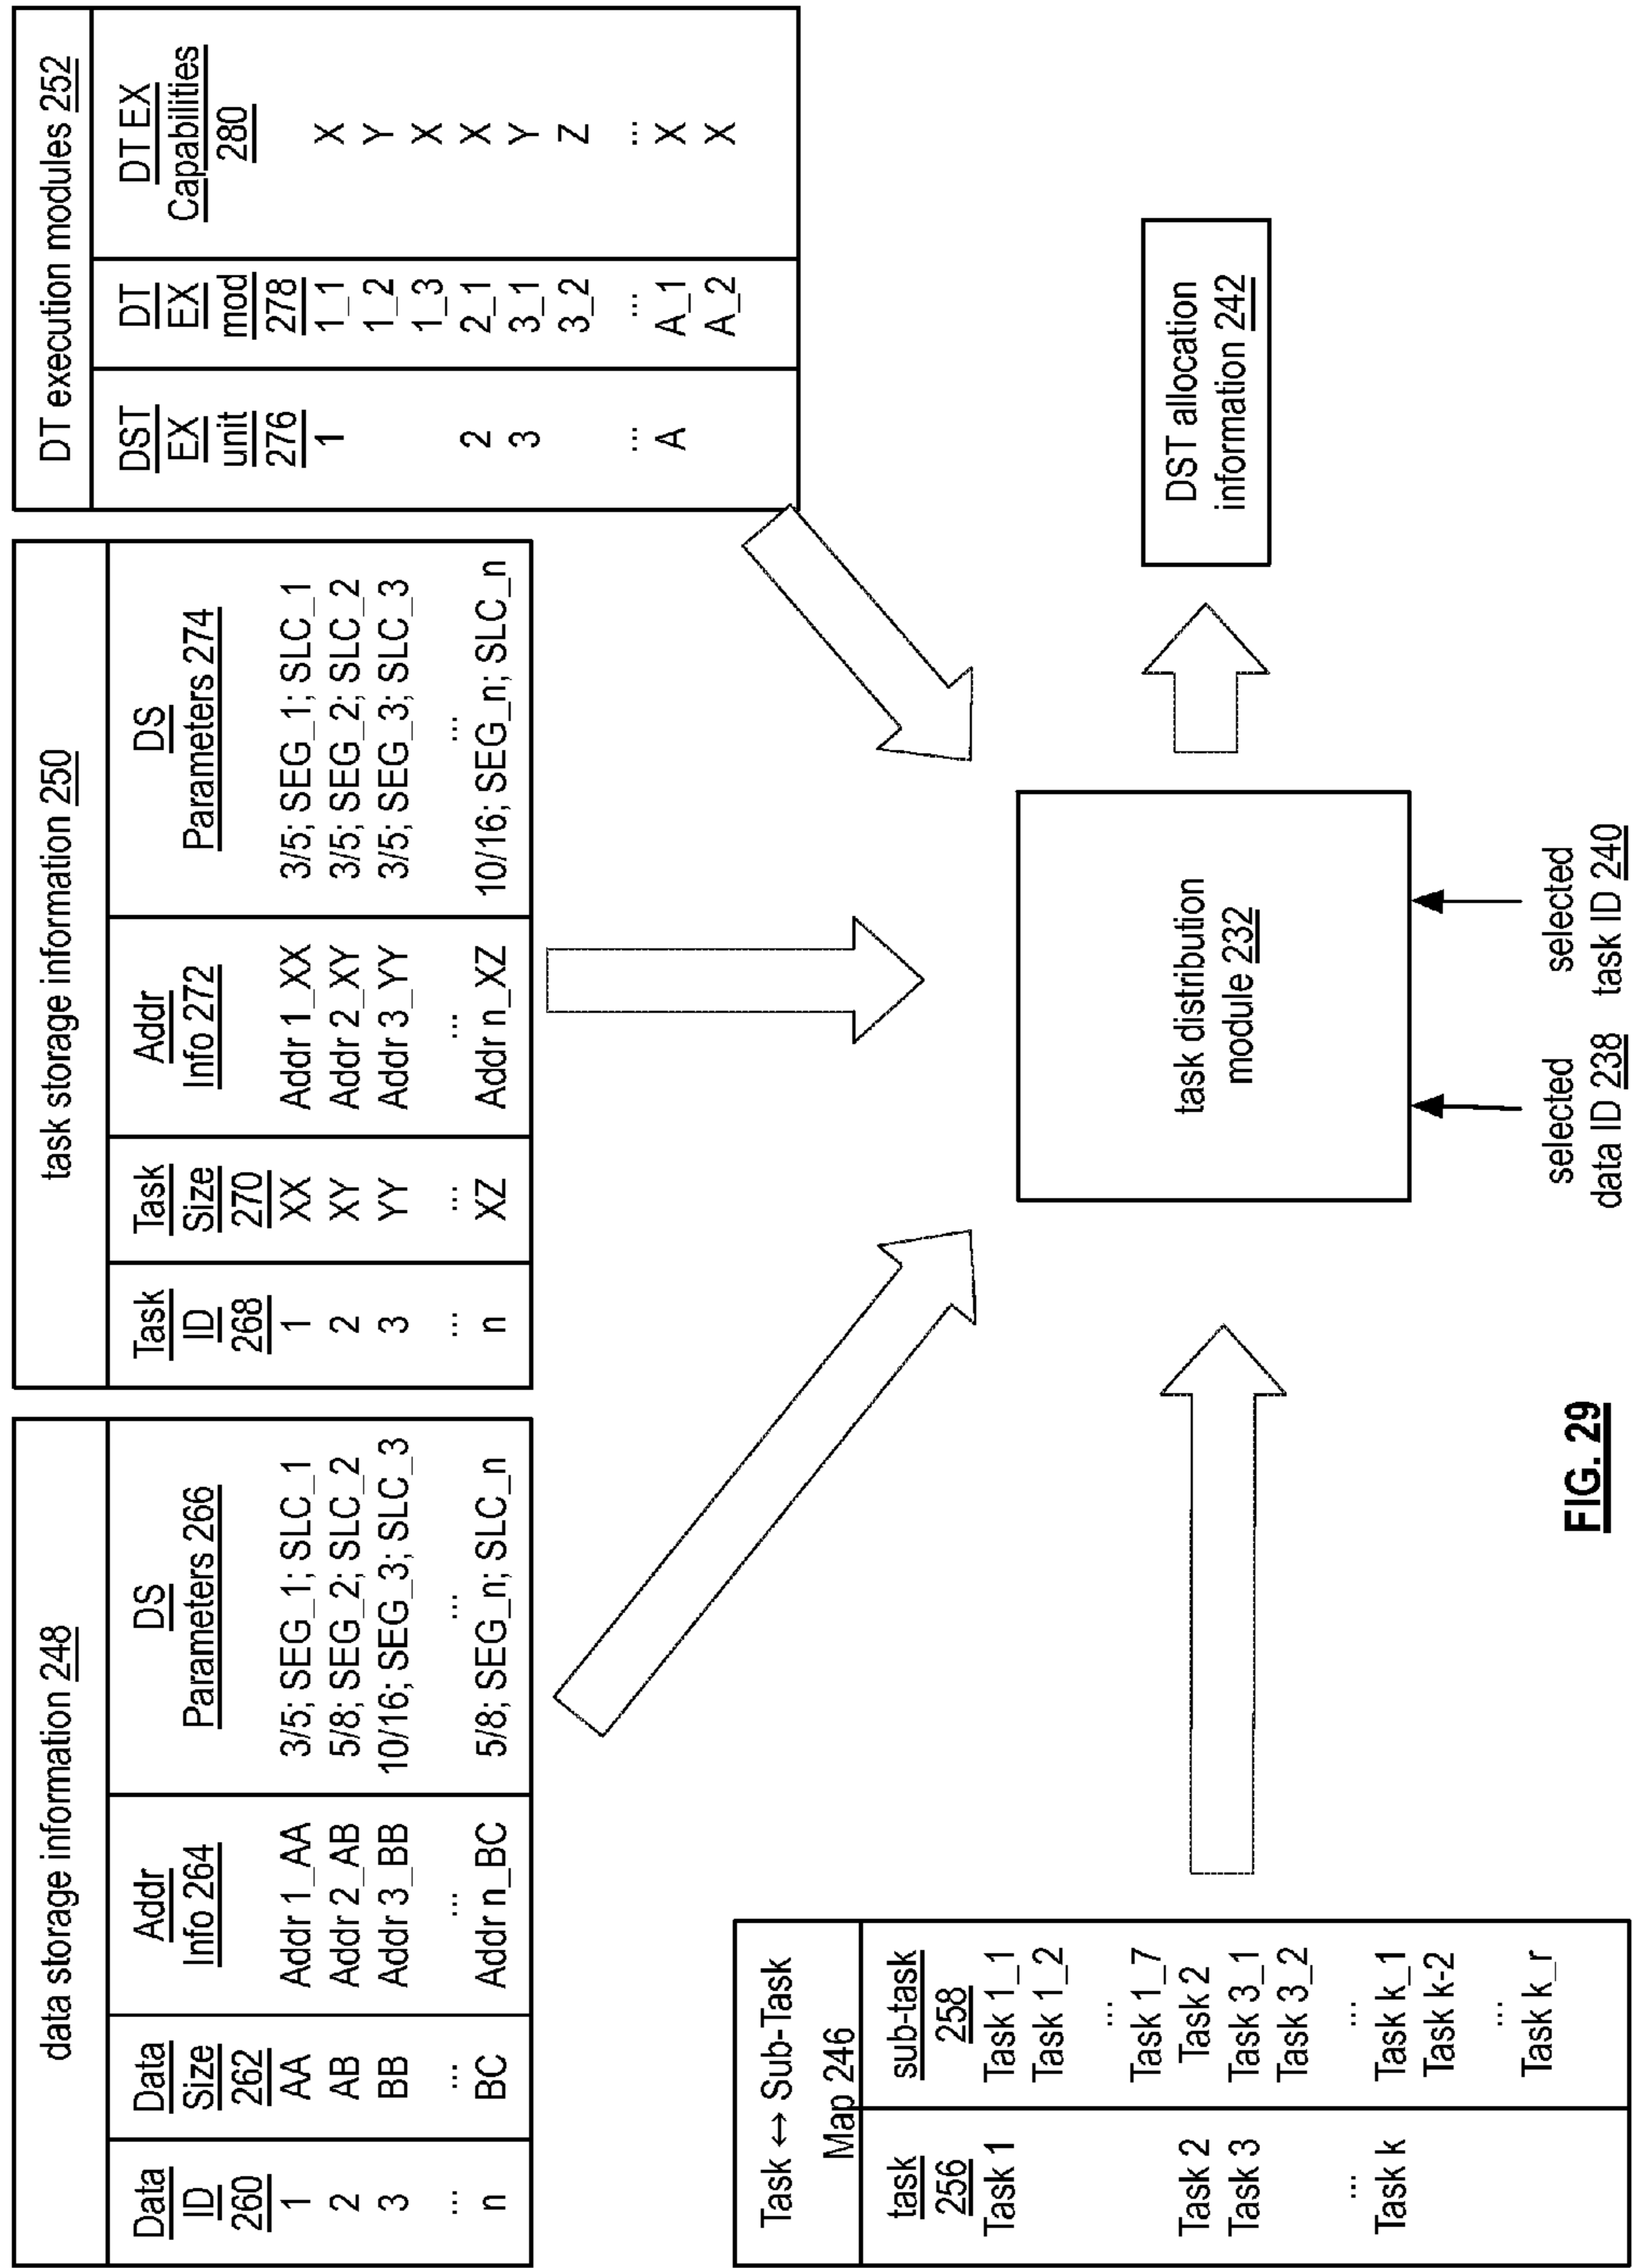 data storage information 248
Data ID 260 | Data Size 262 | Addr Info 264 | DS Parameters 266
1 | AA | Addr 1_AA | 3/5; SEG_1; SLC_1
2 | AB | Addr 2_AB | 5/8; SEG_2; SLC_2
3 | BB | Addr 3_BB | 10/16; SEG_3; SLC_3
... | ... | ... | ...
n | BC | Addr n_BC | 5/8; SEG_n; SLC_n
task storage information 250
Task ID 268 | Task Size 270 | Addr Info 272 | DS Parameters 274
1 | XX | Addr 1_XX | 3/5; SEG_1; SLC_1
2 | XY | Addr 2_XY | 3/5; SEG_2; SLC_2
3 | YY | Addr 3_YY | 3/5; SEG_3; SLC_3
... | ... | ... | ...
n | XZ | Addr n_XZ | 10/16; SEG_n; SLC_n
DT execution modules 252
DST EX unit 276 | DT EX mod 278 | DT EX Capabilities 280
1 | 1_1 | X
1_2 | Y
1_3 | X
2 | 2_1 | X
3 | 3_1 | Y
3_2 | Z
... | ... | ...
A | A_1 | X
A_2 | X
Task ↔ Sub-Task
Map 246
task 256 | sub-task 258
Task 1 | Task 1_1
Task 1_2
...
Task 1_7
Task 2 | Task 2
Task 3 | Task 3_1
Task 3_2
... | ...
Task k | Task k_1
Task k-2
...
Task k_r
task distribution
module 232
selected
data ID 238
selected
task ID 240
DST allocation
information 242
FIG. 29